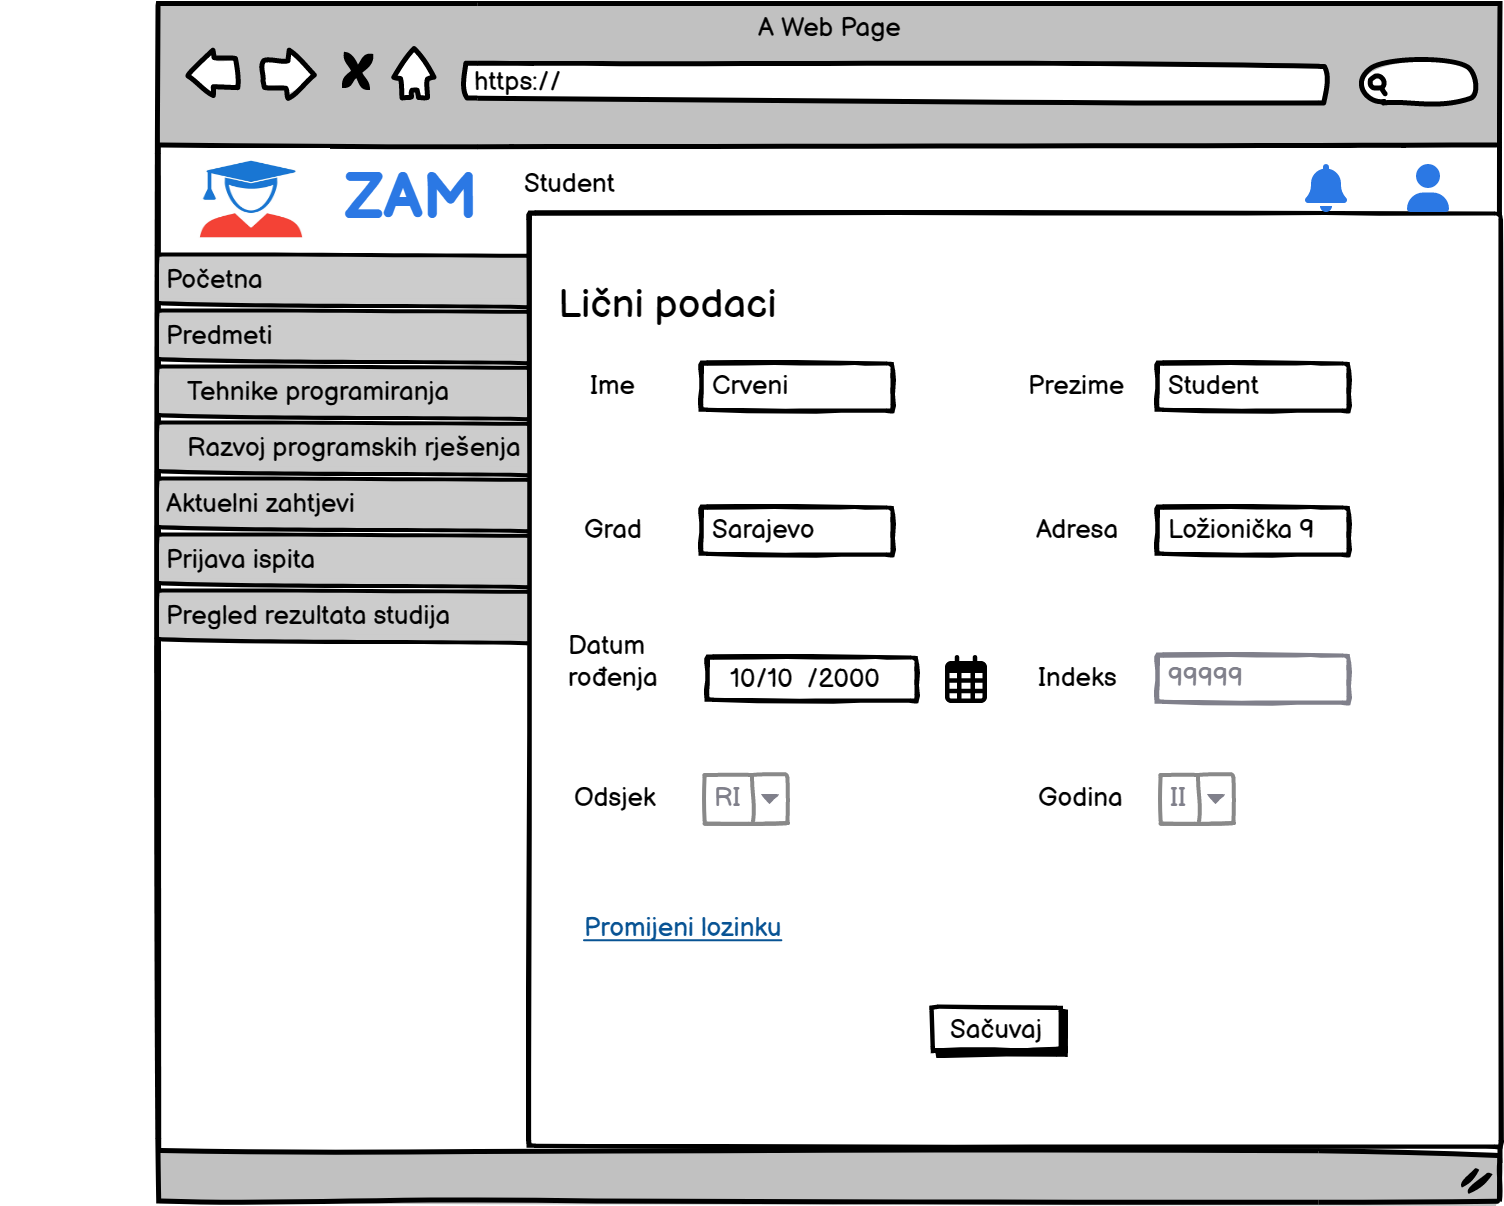 A Web Page
https://
ZAM
Student
Početna
Predmeti
Tehnike programiranja
Razvoj programskih rješenja
Aktuelni zahtjevi
Prijava ispita
Pregled rezultata studija
Lični podaci
Ime
Crveni
Prezime
Student
Grad
Sarajevo
Adresa
Ložionička 9
Datum
rođenja
10/10 /2000
Indeks
99999
Odsjek
RI
Godina
II
Promijeni lozinku
Sačuvaj